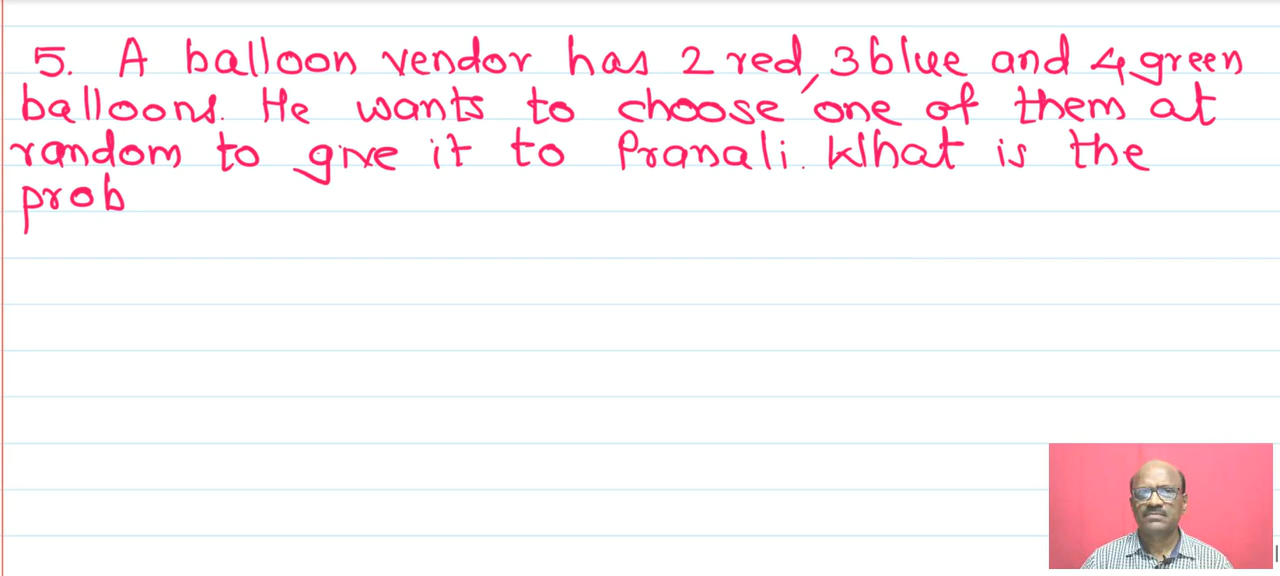 5. A balloon vendor has 2 red, 3 blue and 4 green
balloons. He wants to choose one of them at
random to give it to Pranali. What is the
prob